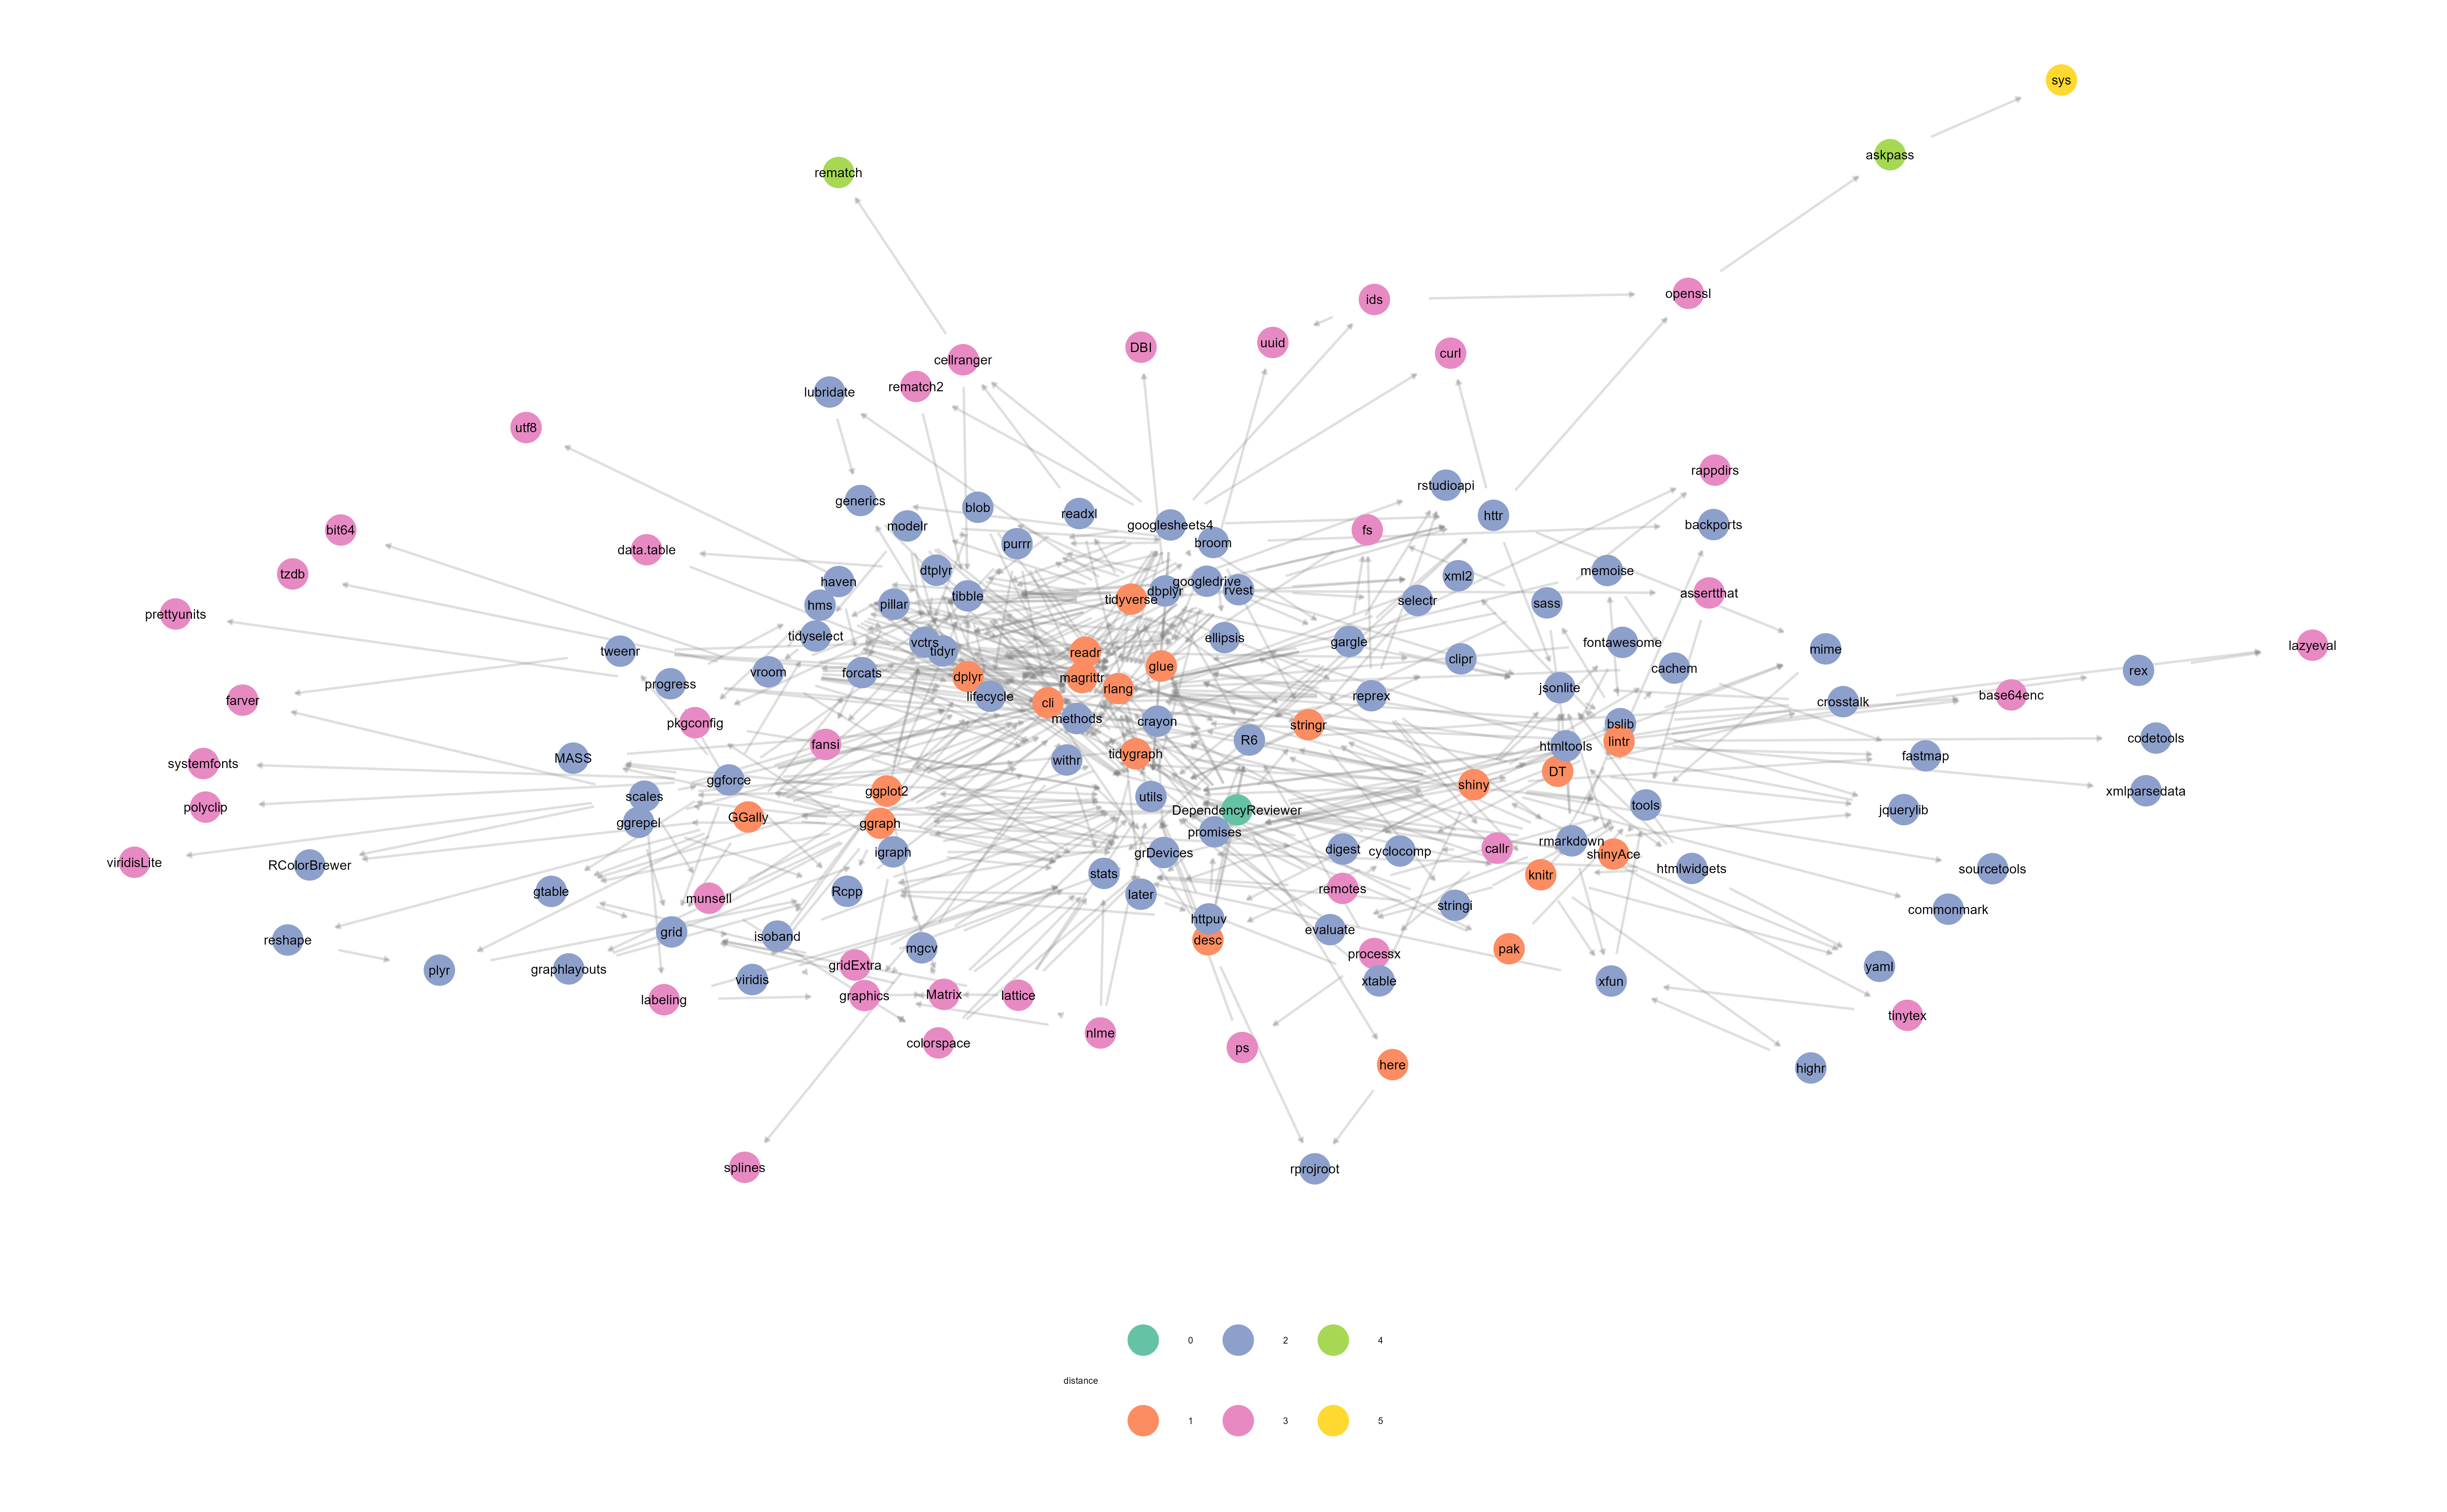 sys
askpass
rematch
openssl
ids
uuid
DBI
curl
cellranger
rematch2
lubridate
utf8
rappdirs
rstudioapi
generics
blob
readxl
httr
googlesheets4
backports
modelr
bit64
fs
purrr
broom
data.table
tzdb
memoise
dtplyr
xml2
haven
googledrive
rvest
dbplyr
assertthat
tibble
tidyverse
selectr
sass
hms
pillar
prettyunits
tidyselect
ellipsis
gargle
fontawesome
vctrs
lazyeval
mime
tweenr
tidyr
readr
clipr
glue
cachem
rex
vroom
forcats
dplyr
magrittr
progress
rlang
jsonlite
base64enc
reprex
lifecycle
farver
crosstalk
cli
methods
crayon
pkgconfig
stringr
bslib
codetools
R6
lintr
fansi
htmltools
tidygraph
fastmap
MASS
withr
systemfonts
DT
ggforce
shiny
ggplot2
xmlparsedata
scales
utils
tools
polyclip
DependencyReviewer
jquerylib
GGally
ggraph
ggrepel
promises
rmarkdown
digest
cyclocomp
callr
igraph
grDevices
shinyAce
viridisLite
RColorBrewer
htmlwidgets
sourcetools
stats
knitr
remotes
gtable
Rcpp
later
munsell
stringi
commonmark
httpuv
evaluate
grid
isoband
reshape
desc
mgcv
pak
processx
gridExtra
yaml
plyr
graphlayouts
viridis
xtable
xfun
graphics
Matrix
lattice
labeling
tinytex
nlme
colorspace
ps
here
highr
splines
rprojroot
0
2
4
distance
1
3
5